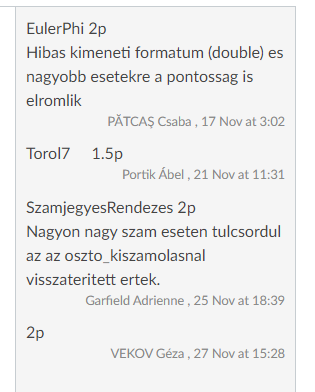 EulerPhi 2p
Hibas kimeneti formatum (double) es
nagyobb esetekre a pontossag is
elromlik
PĂTCAŞ Csaba , 17 Nov at 3:02
Torol7 1.5p
Portik Ábel , 21 Nov at 11:31
SzamjegyesRendezes 2p
Nagyon nagy szam eseten tulcsordul
az az oszto_kiszamolasnal
visszateritett ertek.
Garfield Adrienne , 25 Nov at 18:39
2p
VEKOV Géza , 27 Nov at 15:28